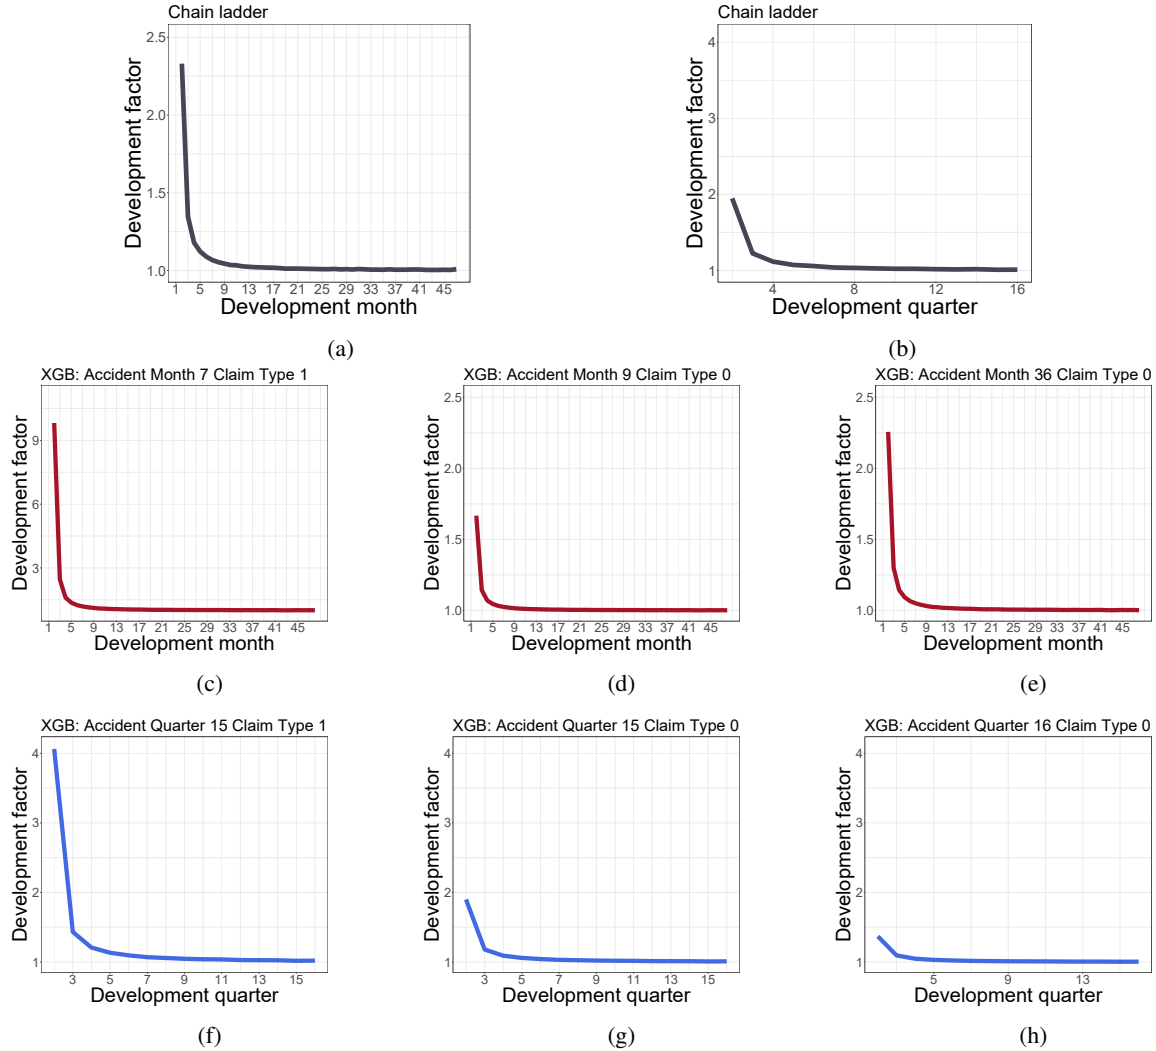 Chain ladder
Chain ladder
2.5
2.0
1.5
1.0
Development factor
1 5 9 13 17 21 25 29 33 37 41 45
Development month
4
3
2
1
Development factor
4 8 12 16
Development quarter
(a)
(b)
XGB: Accident Month 7 Claim Type 1
9
6
3
Development factor
1 5 9 13 17 21 25 29 33 37 41 45
Development month
(c)
XGB: Accident Month 9 Claim Type 0
2.5
2.0
1.5
1.0
Development factor
1 5 9 13 17 21 25 29 33 37 41 45
Development month
(d)
XGB: Accident Month 36 Claim Type 0
2.5
2.0
1.5
1.0
Development factor
1 5 9 13 17 21 25 29 33 37 41 45
Development month
(e)
XGB: Accident Quarter 15 Claim Type 1
4
3
2
1
Development factor
3 5 7 9 11 13 15
Development quarter
(f)
XGB: Accident Quarter 15 Claim Type 0
4
3
2
1
Development factor
3 5 7 9 11 13 15
Development quarter
(g)
XGB: Accident Quarter 16 Claim Type 0
4
3
2
1
Development factor
5 9 13
Development quarter
(h)